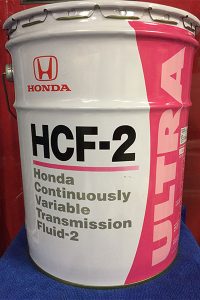 HONDA
HCF-2
Honda
Continuously
Variable
Transmission
Fluid-2
ULTRA